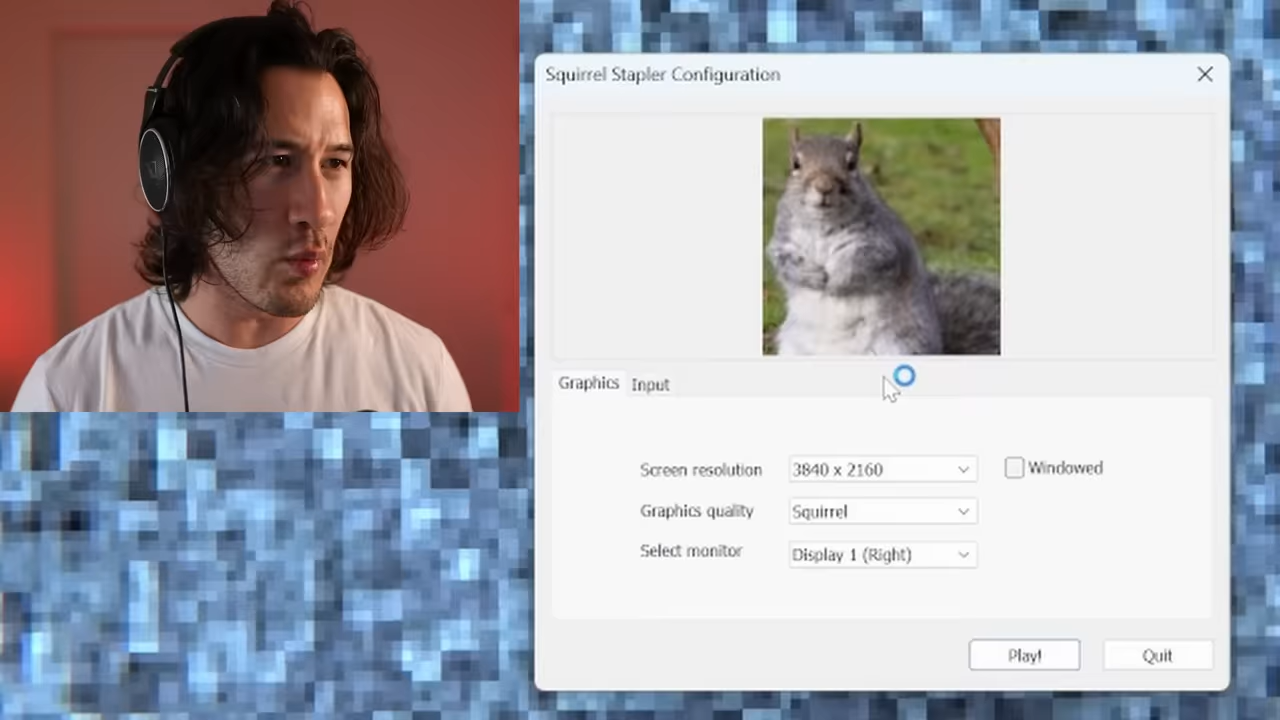 Squirrel Stapler Configuration
Graphics Input
Screen resolution 3840 x 2160 Windowed
Graphics quality Squirrel
Select monitor Display 1 (Right)
Play! Quit